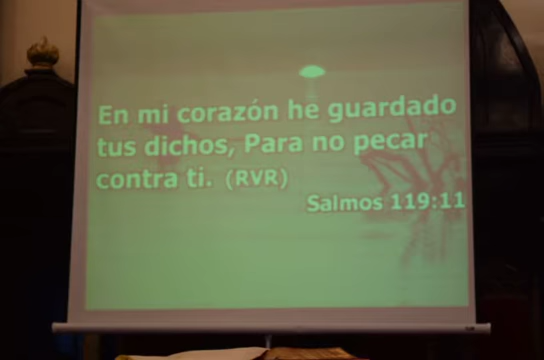 En mi corazón he guardado
tus dichos, Para no pecar
contra ti. (RVR)
Salmos 119:11